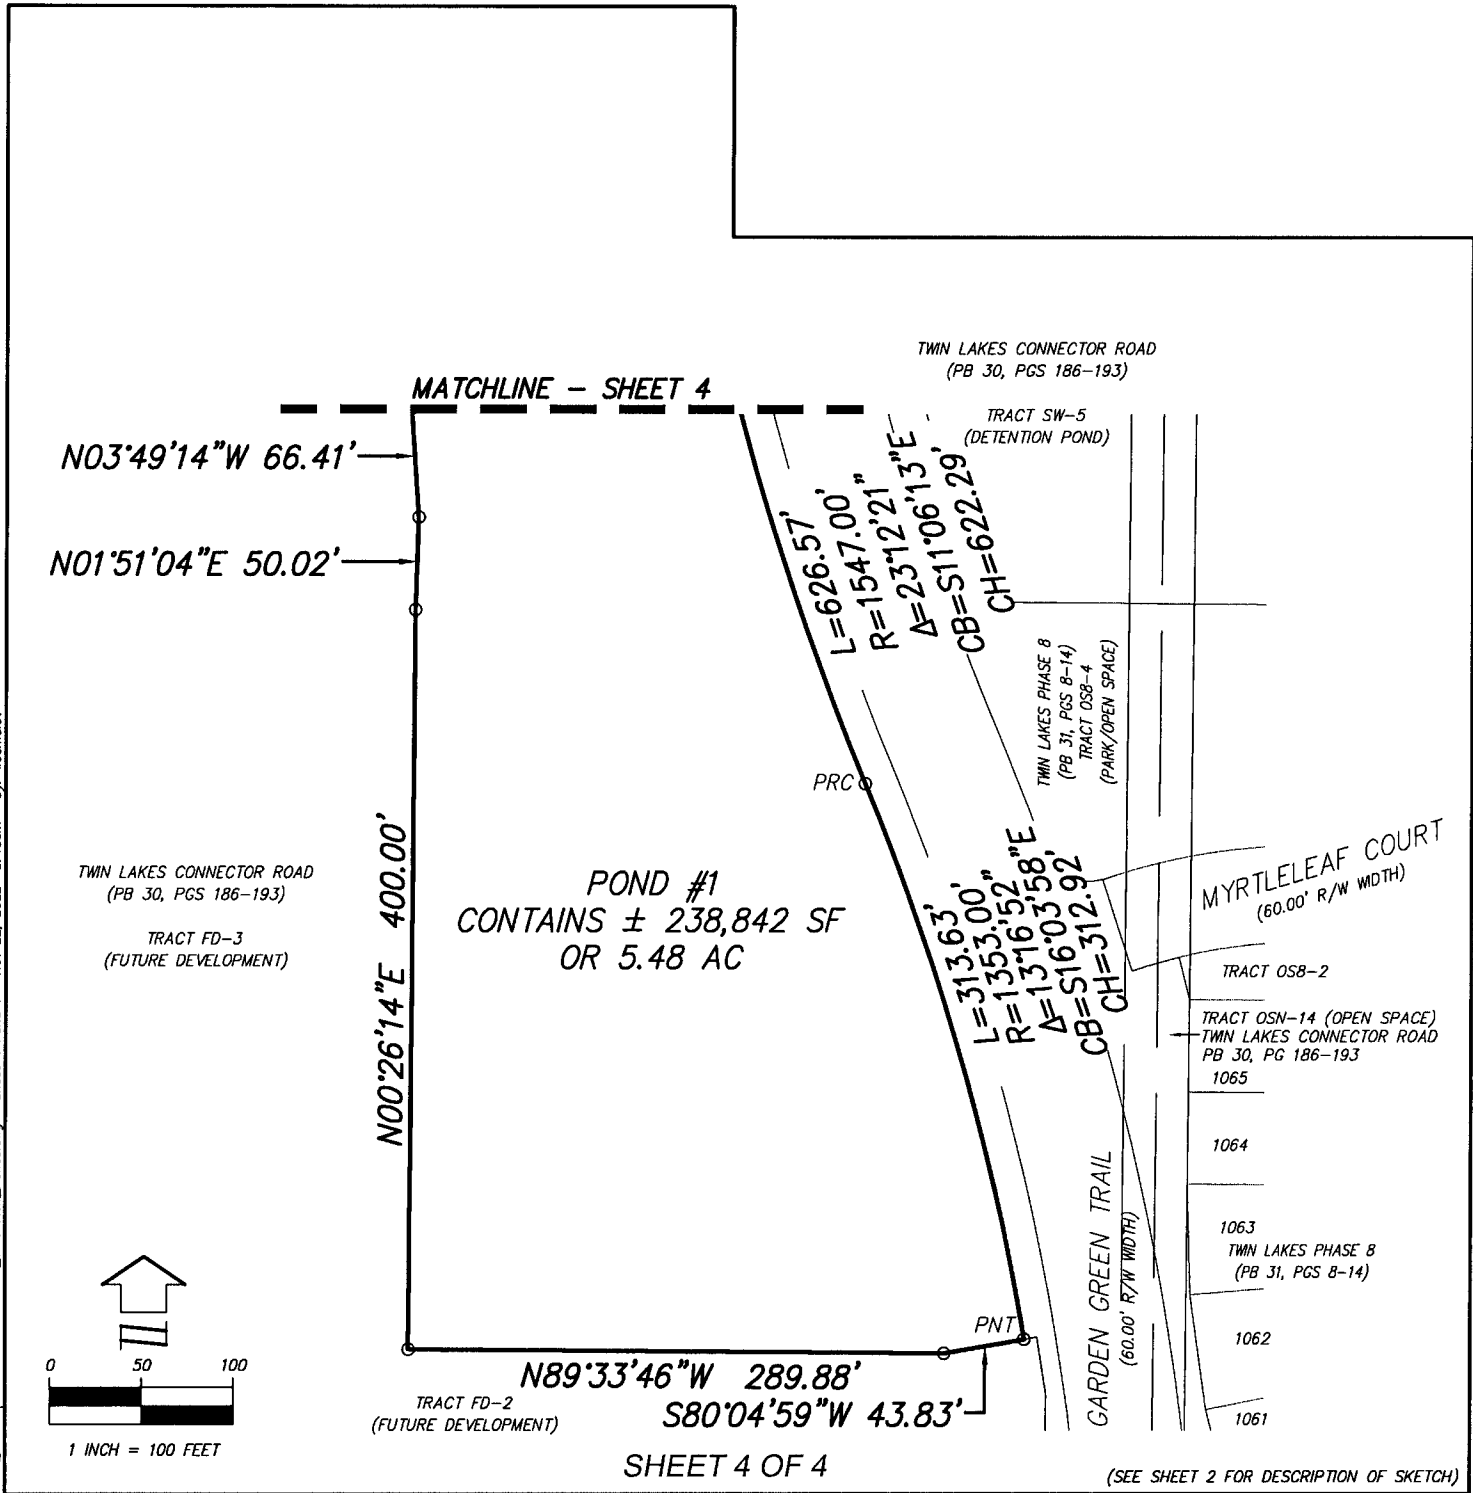 TWIN LAKES CONNECTOR ROAD
(PB 30, PGS 186-193)
MATCHLINE - SHEET 4
TRACT SW-5
(DETENTION POND)
N03°49'14"W 66.41'
N01°51'04"E 50.02'
L=626.57'
R=1547.00'
Δ=23°12'21"
CB=S11°06'13"E
CH=622.29'
TWIN LAKES PHASE 8
(PB 31, PGS 8-14)
TRACT OS8-4
(PARK/OPEN SPACE)
PRC
N00°26'14"E 400.00'
TWIN LAKES CONNECTOR ROAD
(PB 30, PGS 186-193)
TRACT FD-3
(FUTURE DEVELOPMENT)
POND #1
CONTAINS ± 238,842 SF
OR 5.48 AC
L=313.63'
R=1353.00'
Δ=13°16'52"
CB=S16°03'58"E
CH=312.92'
MYRTLELEAF COURT
(60.00' R/W WIDTH)
TRACT OS8-2
TRACT OSN-14 (OPEN SPACE)
TWIN LAKES CONNECTOR ROAD
PB 30, PG 186-193
1065
1064
1063
TWIN LAKES PHASE 8
(PB 31, PGS 8-14)
1062
1061
GARDEN GREEN TRAIL
(60.00' R/W WIDTH)
PNT
N89°33'46"W 289.88'
S80°04'59"W 43.83'
TRACT FD-2
(FUTURE DEVELOPMENT)
0 50 100
1 INCH = 100 FEET
SHEET 4 OF 4
(SEE SHEET 2 FOR DESCRIPTION OF SKETCH)